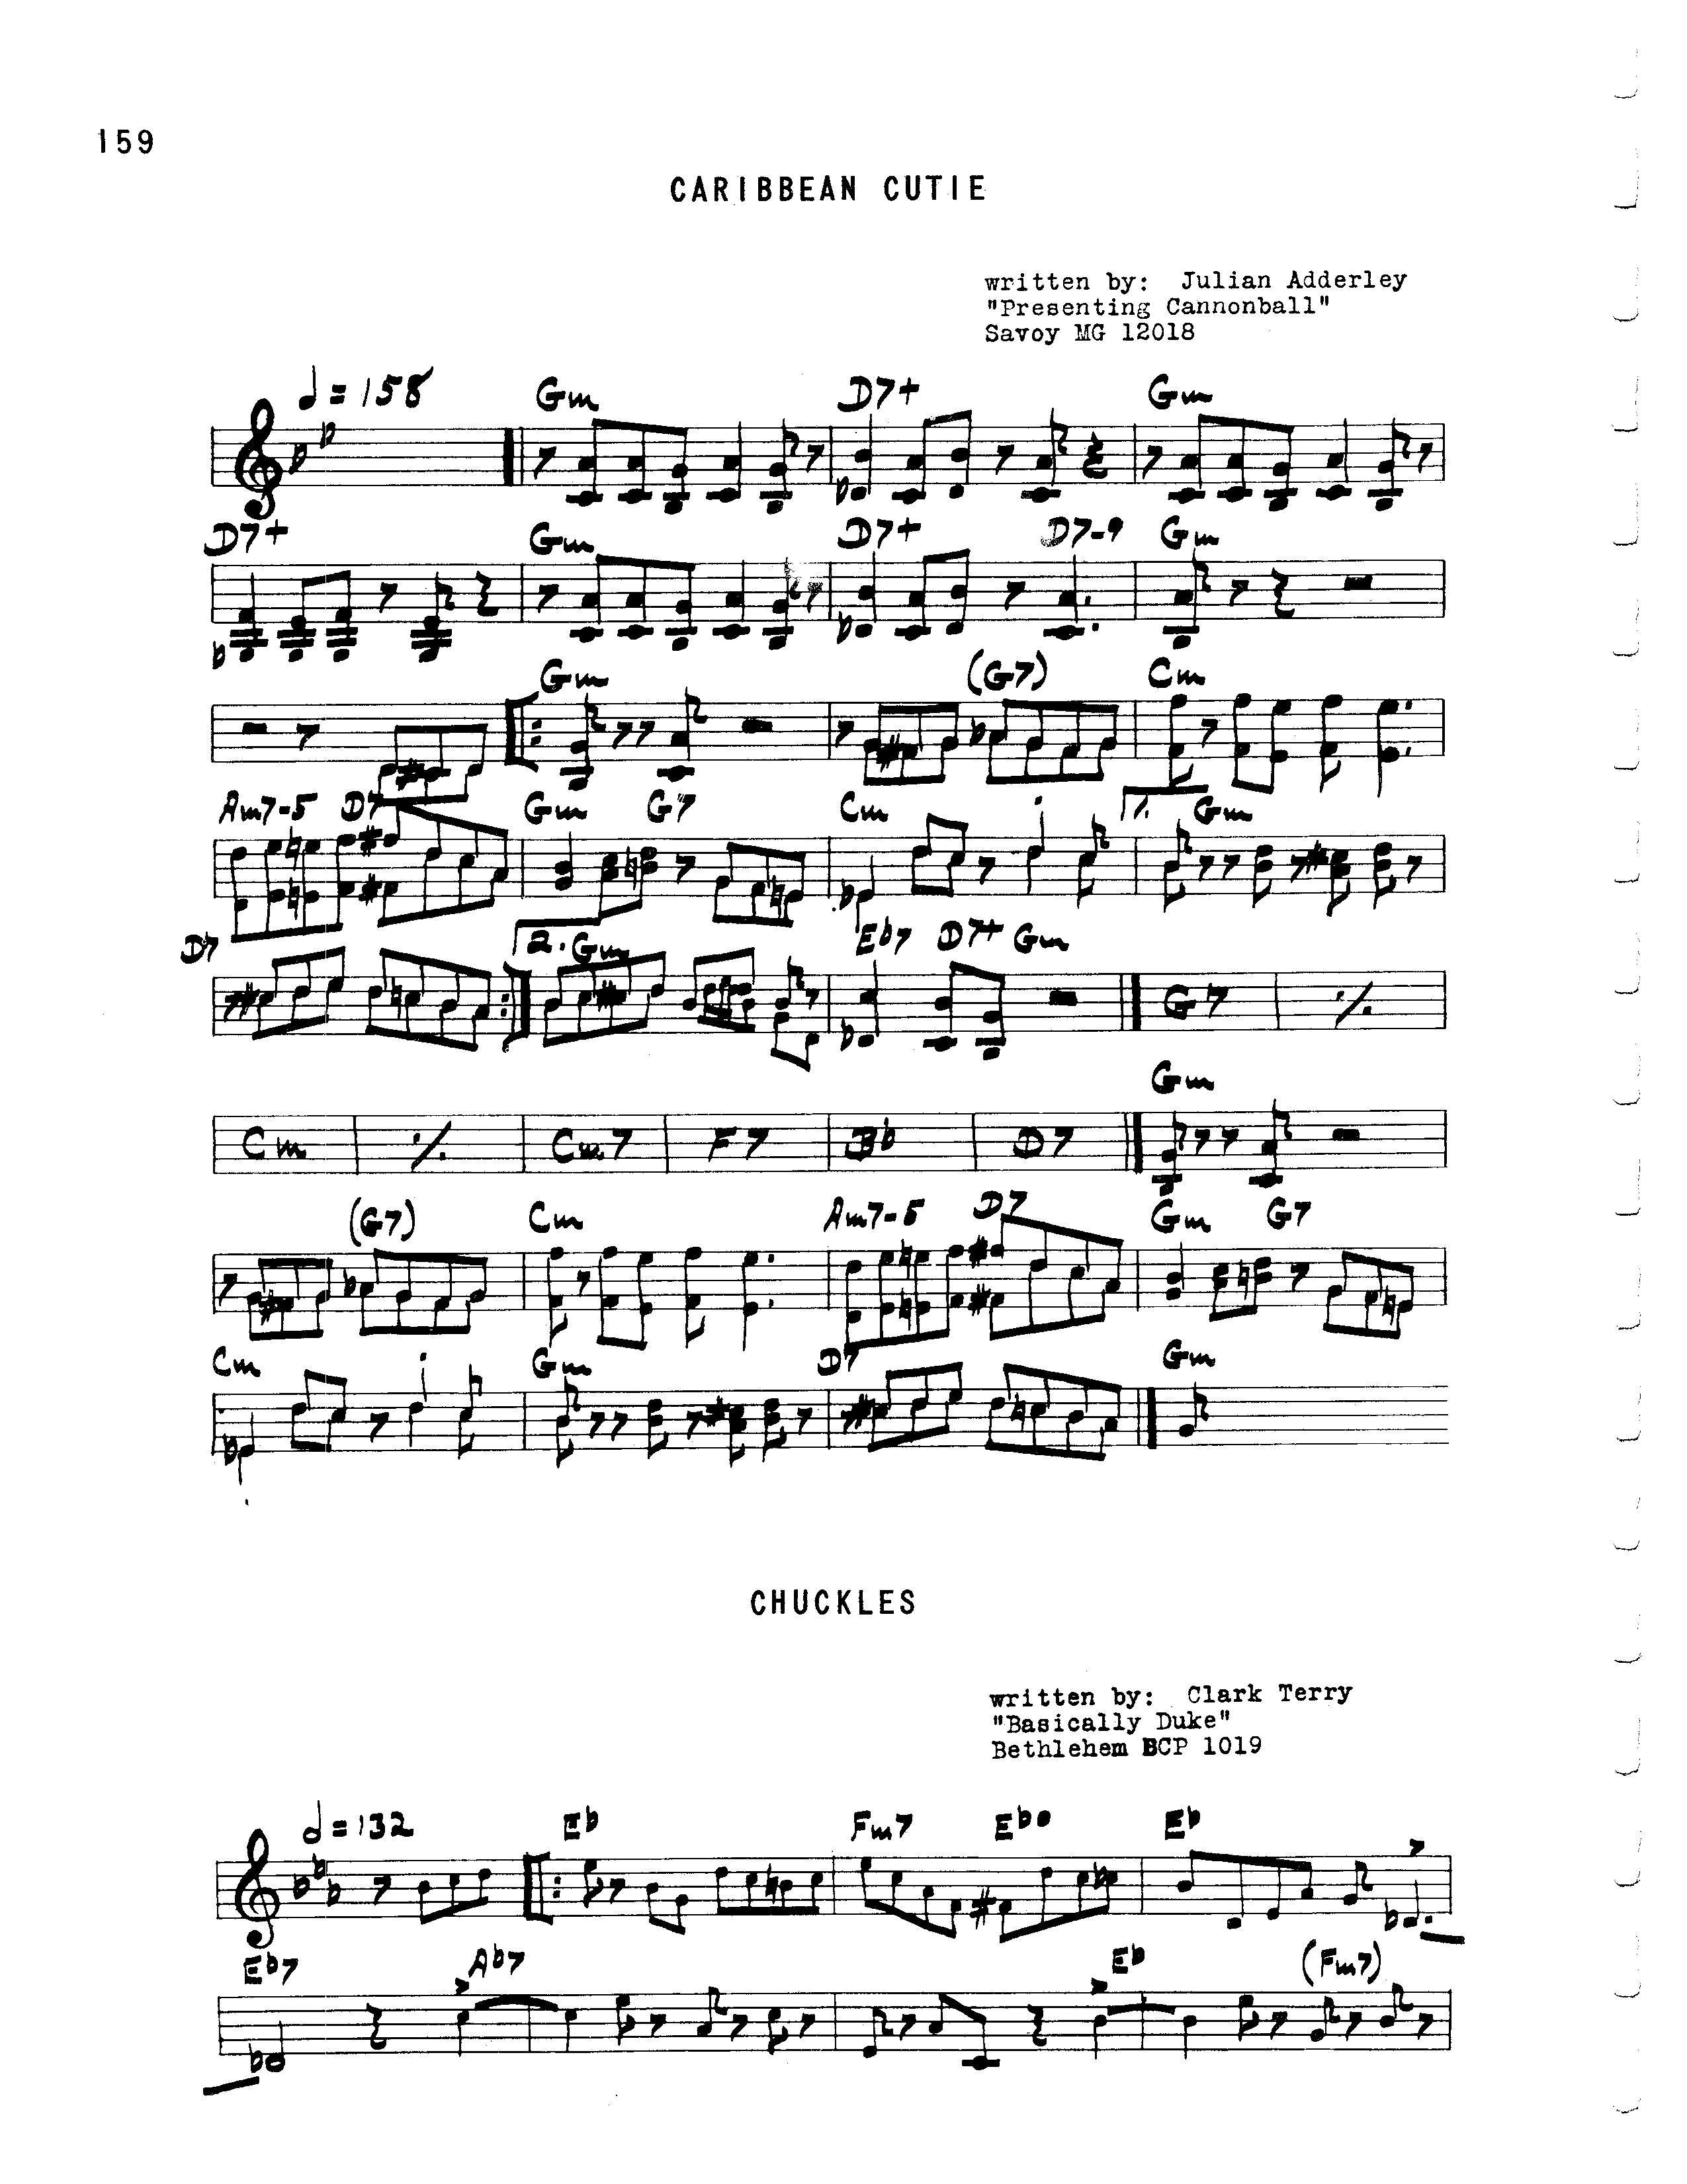 159
CARIBBEAN CUTIE
written by: Julian Adderley
"Presenting Cannonball"
Savoy MG 12018
𝅗𝅥 = 158 Gm D7+ Gm
D7+ Gm D7+ D7-9 Gm
Gm (G7) Cm
Am7-5 D7 Gm G7 Cm 1. Gm
D7 2. Gm Eb7 D7+ Gm G7 ٪
Cm ٪ Cm7 F7 Bb D7 Gm
(G7) Cm Am7-5 D7 Gm G7
Cm Gm D7 Gm
CHUCKLES
written by: Clark Terry
"Basically Duke"
Bethlehem BCP 1019
𝅗𝅥 = 132 Eb Fm7 Ebo Eb
Eb7 Ab7 Eb (Fm7)